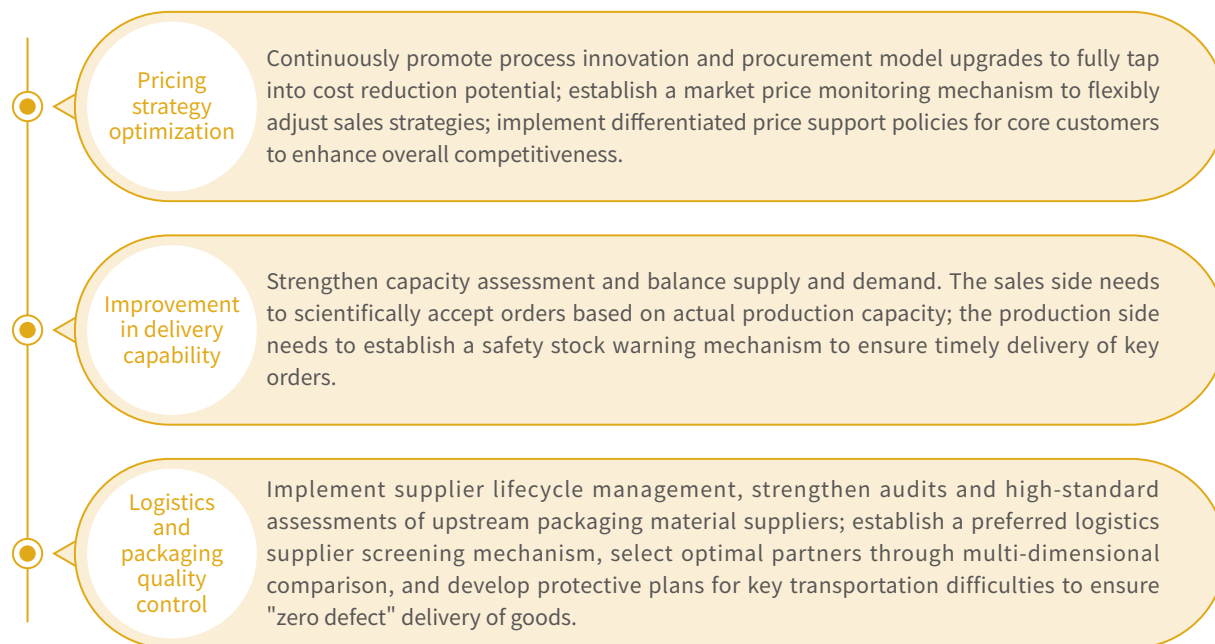 Pricing
strategy
optimization
Continuously promote process innovation and procurement model upgrades to fully tap
into cost reduction potential; establish a market price monitoring mechanism to flexibly
adjust sales strategies; implement differentiated price support policies for core customers
to enhance overall competitiveness.
Improvement
in delivery
capability
Strengthen capacity assessment and balance supply and demand. The sales side needs
to scientifically accept orders based on actual production capacity; the production side
needs to establish a safety stock warning mechanism to ensure timely delivery of key
orders.
Logistics
and
packaging
quality
control
Implement supplier lifecycle management, strengthen audits and high-standard
assessments of upstream packaging material suppliers; establish a preferred logistics
supplier screening mechanism, select optimal partners through multi-dimensional
comparison, and develop protective plans for key transportation difficulties to ensure
"zero defect" delivery of goods.